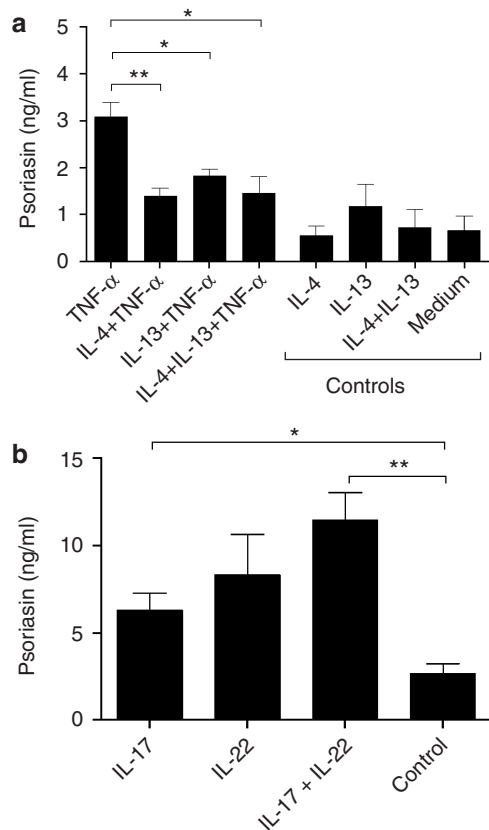 a
Psoriasin (ng/ml)
5
4
3
2
1
0
*
*
**
TNF-α
IL-4+TNF-α
IL-13+TNF-α
IL-4+IL-13+TNF-α
IL-4
IL-13
IL-4+IL-13
Medium
Controls
b
Psoriasin (ng/ml)
15
10
5
0
*
**
IL-17
IL-22
IL-17 + IL-22
Control